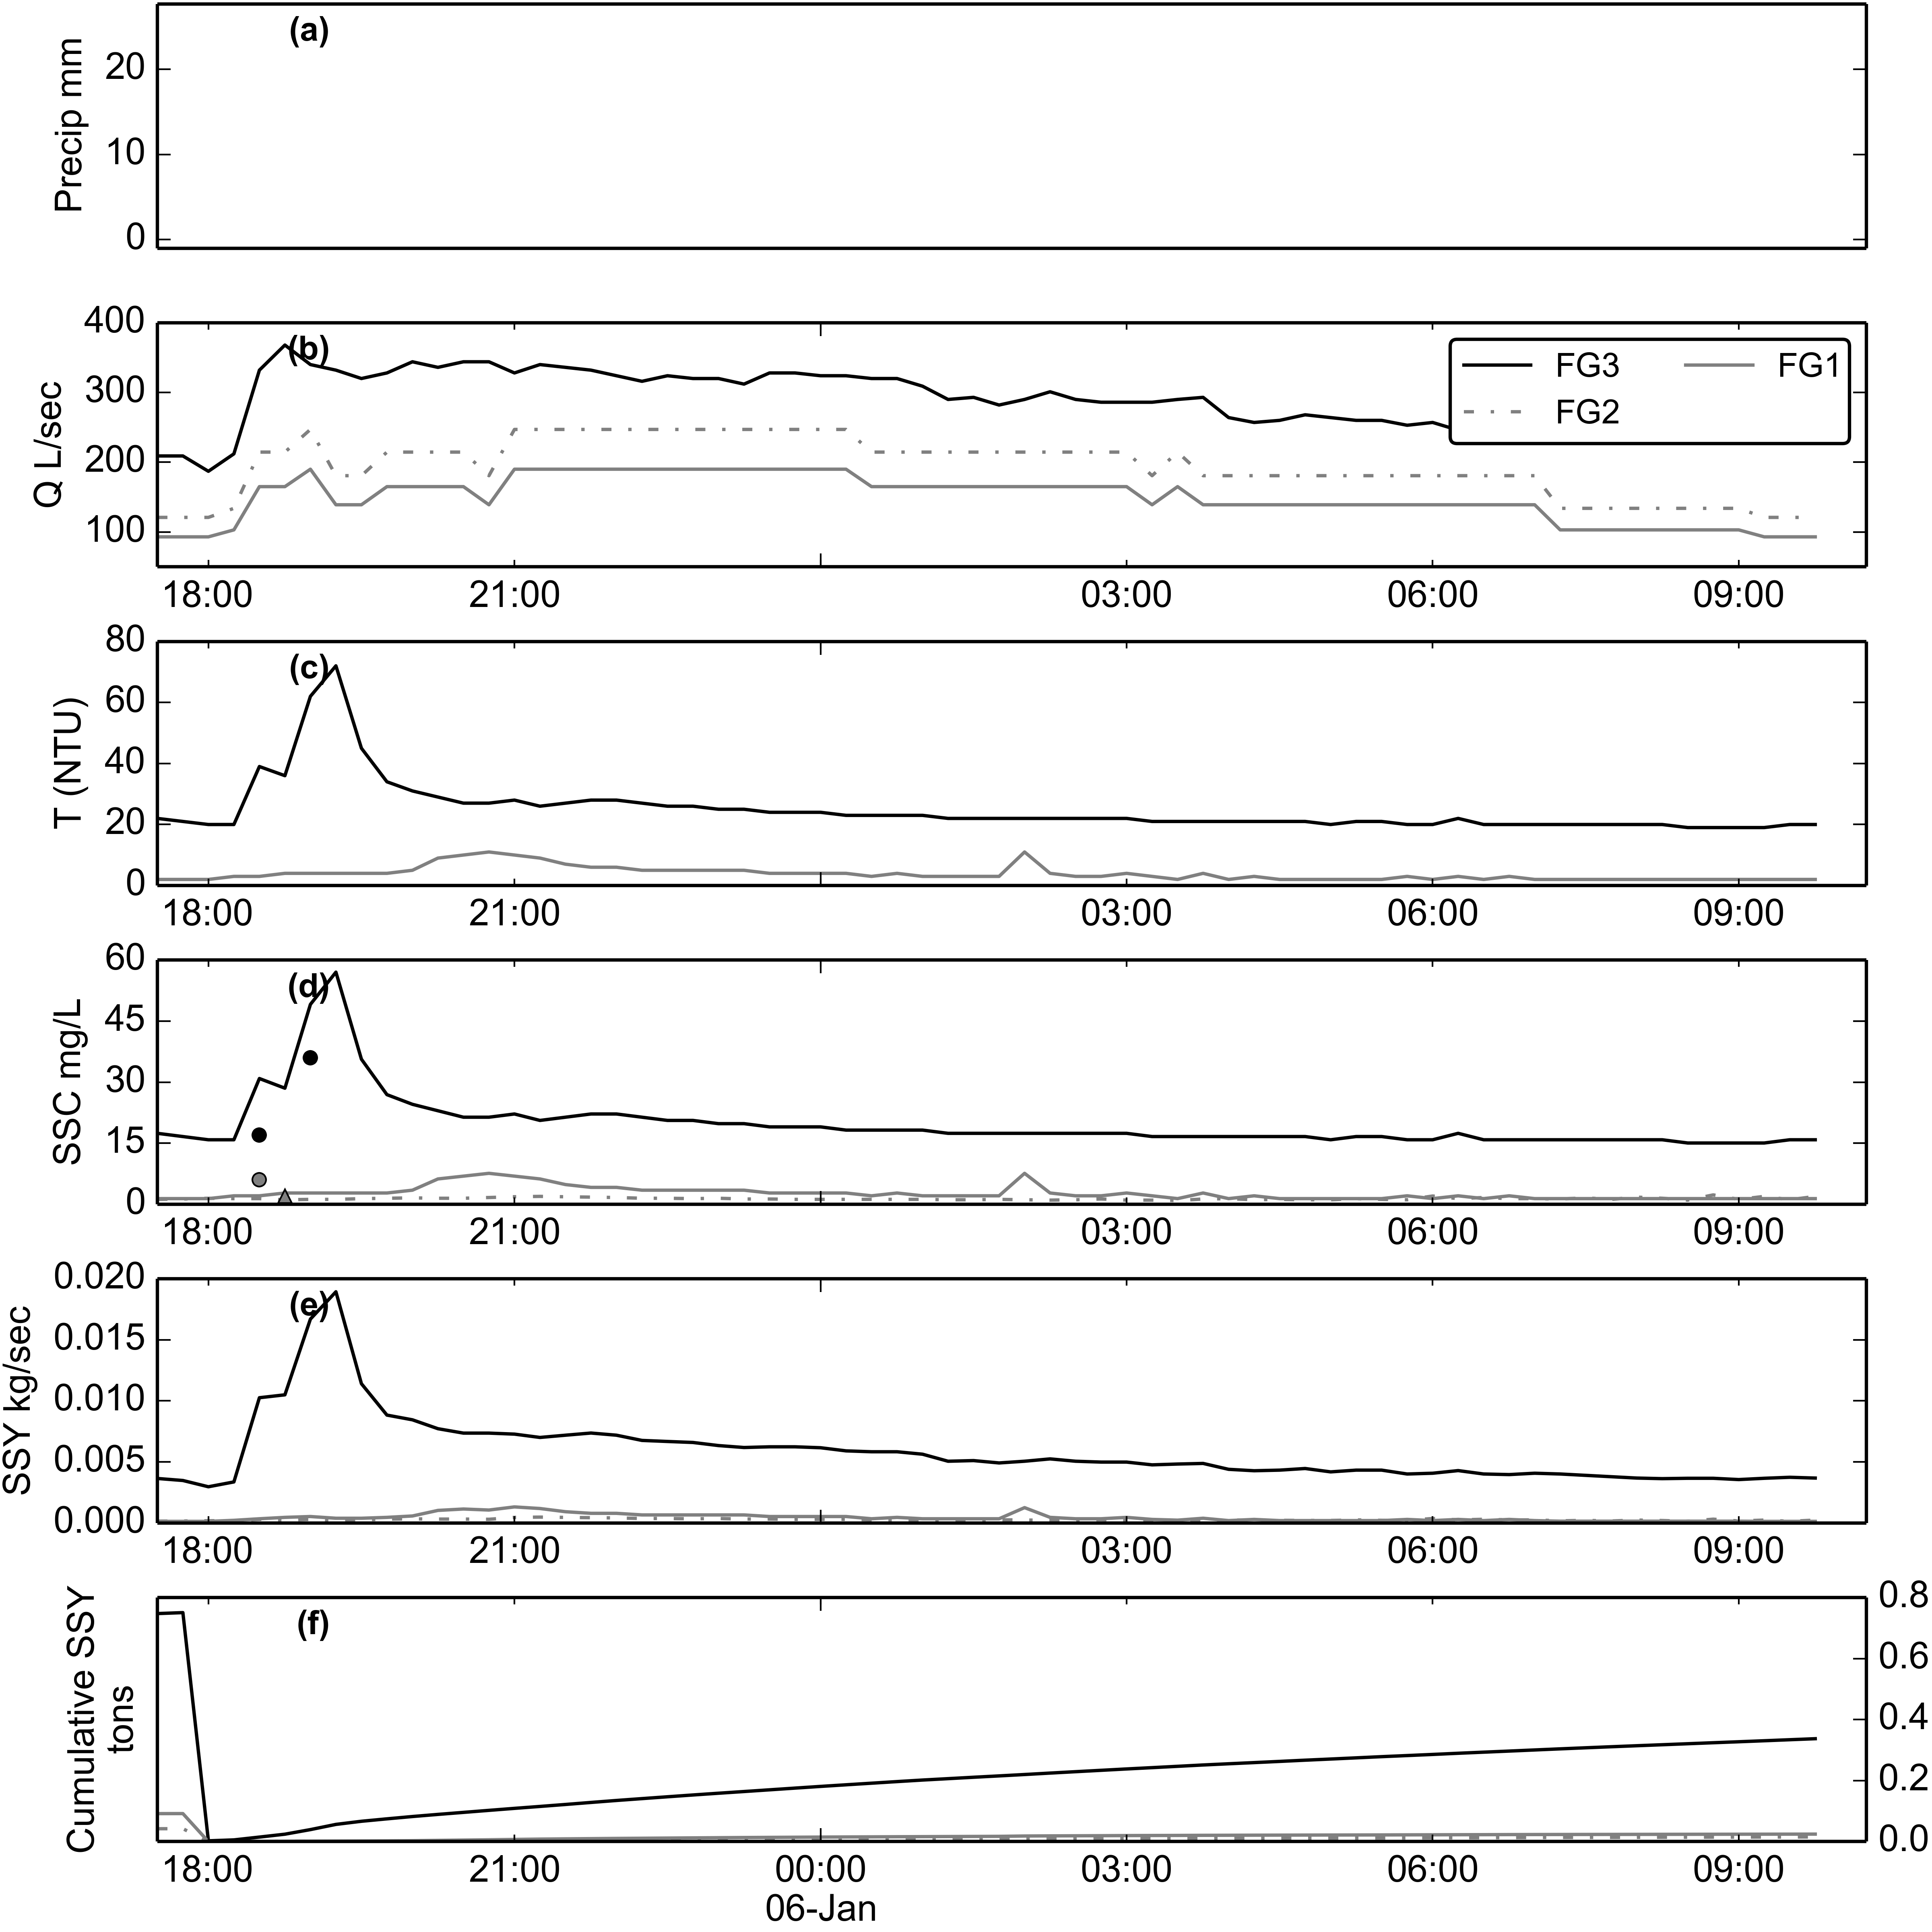 (a)
Precip mm
20
10
0
(b)
Q L/sec
400
300
200
100
FG3 FG1
FG2
18:00 21:00 03:00 06:00 09:00
(c)
T (NTU)
80
60
40
20
0
18:00 21:00 03:00 06:00 09:00
(d)
SSC mg/L
60
45
30
15
0
18:00 21:00 03:00 06:00 09:00
(e)
SSY kg/sec
0.020
0.015
0.010
0.005
0.000
18:00 21:00 03:00 06:00 09:00
(f)
Cumulative SSY
tons
0.8
0.6
0.4
0.2
0.0
18:00 21:00 00:00 03:00 06:00 09:00
06-Jan